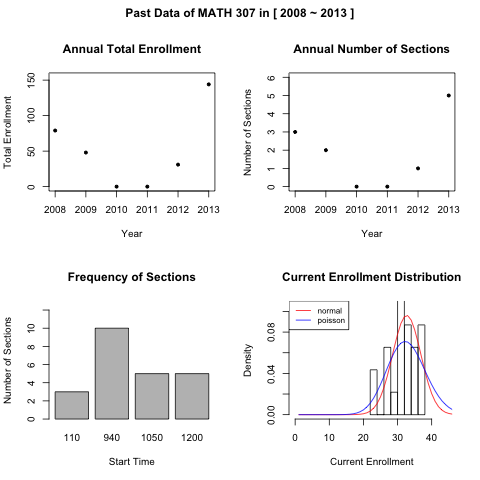 Past Data of MATH 307 in [ 2008 ~ 2013 ]
Annual Total Enrollment
Total Enrollment
150
100
50
0
2008 2009 2010 2011 2012 2013
Year
Annual Number of Sections
Number of Sections
6
5
4
3
2
1
0
2008 2009 2010 2011 2012 2013
Year
Frequency of Sections
Number of Sections
10
8
6
4
2
0
110 940 1050 1200
Start Time
Current Enrollment Distribution
normal
poisson
Density
0.08
0.04
0.00
0 10 20 30 40
Current Enrollment